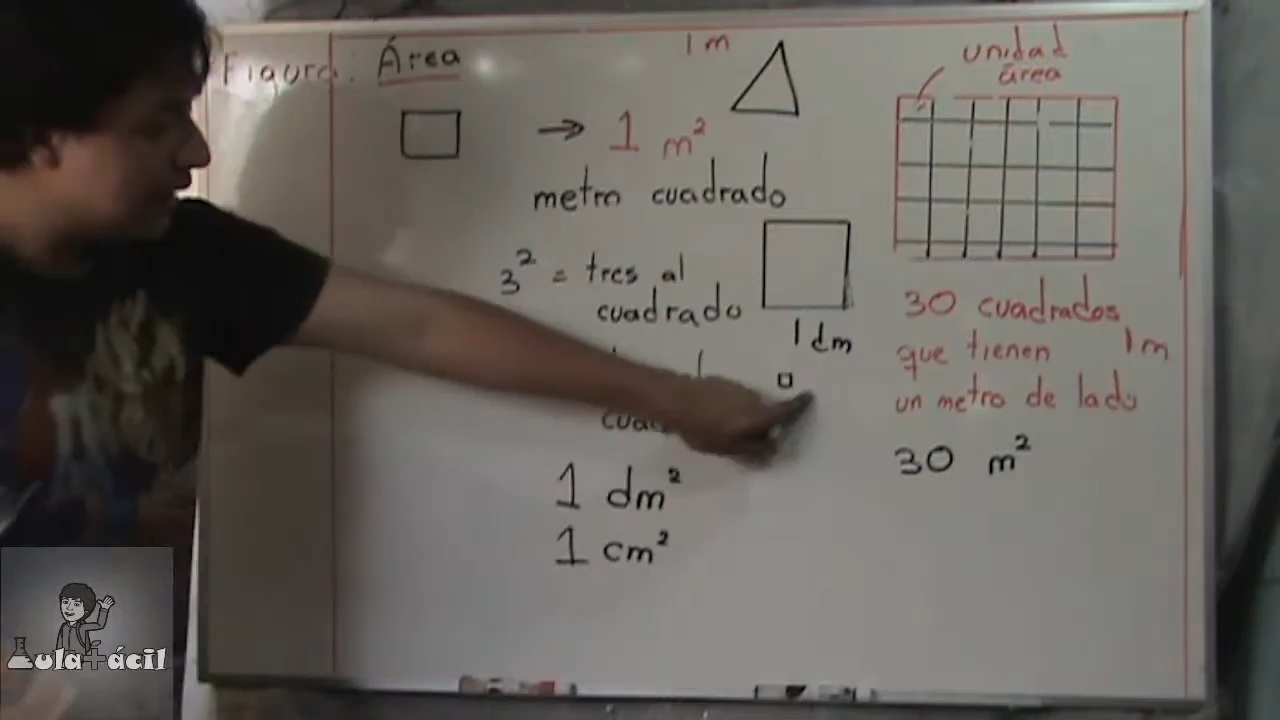 Figura: Área
1 m
→ 1 m²
metro cuadrado
3² = tres al
cuadrado
1 dm
1 dm²
1 cm²
unidad
área
30 cuadrados
que tienen 1 m
un metro de lado
30 m²
Aula+ácil